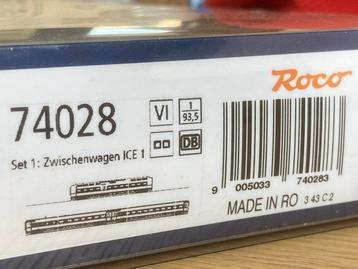 Roco
74028
VI
1
93,5
DB
Set 1: Zwischenwagen ICE 1
9 005033 740283
MADE IN RO 3 43 C 2